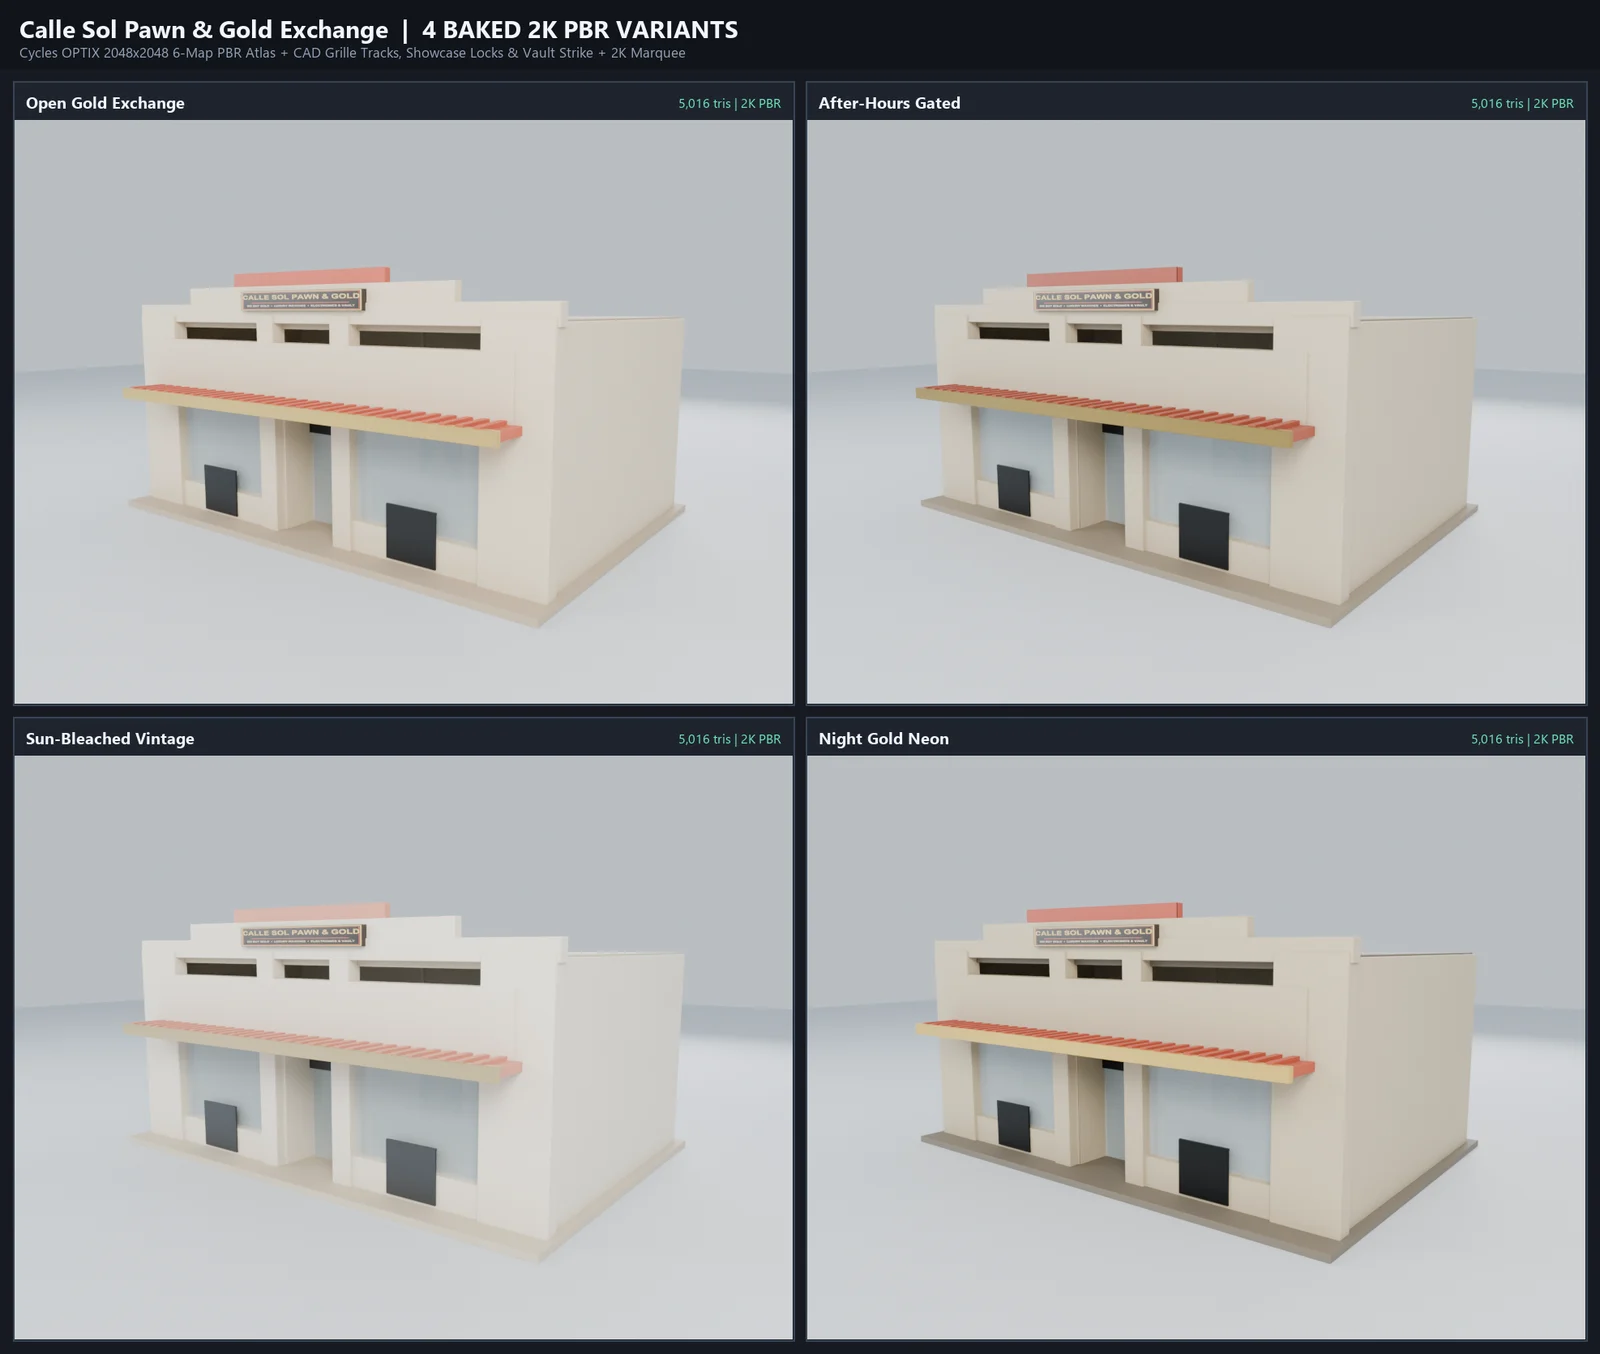 Calle Sol Pawn & Gold Exchange | 4 BAKED 2K PBR VARIANTS
Cycles OPTIX 2048x2048 6-Map PBR Atlas + CAD Grille Tracks, Showcase Locks & Vault Strike + 2K Marquee
Open Gold Exchange
5,016 tris | 2K PBR
CALLE SOL PAWN & GOLD
After-Hours Gated
5,016 tris | 2K PBR
CALLE SOL PAWN & GOLD
Sun-Bleached Vintage
5,016 tris | 2K PBR
CALLE SOL PAWN & GOLD
Night Gold Neon
5,016 tris | 2K PBR
CALLE SOL PAWN & GOLD